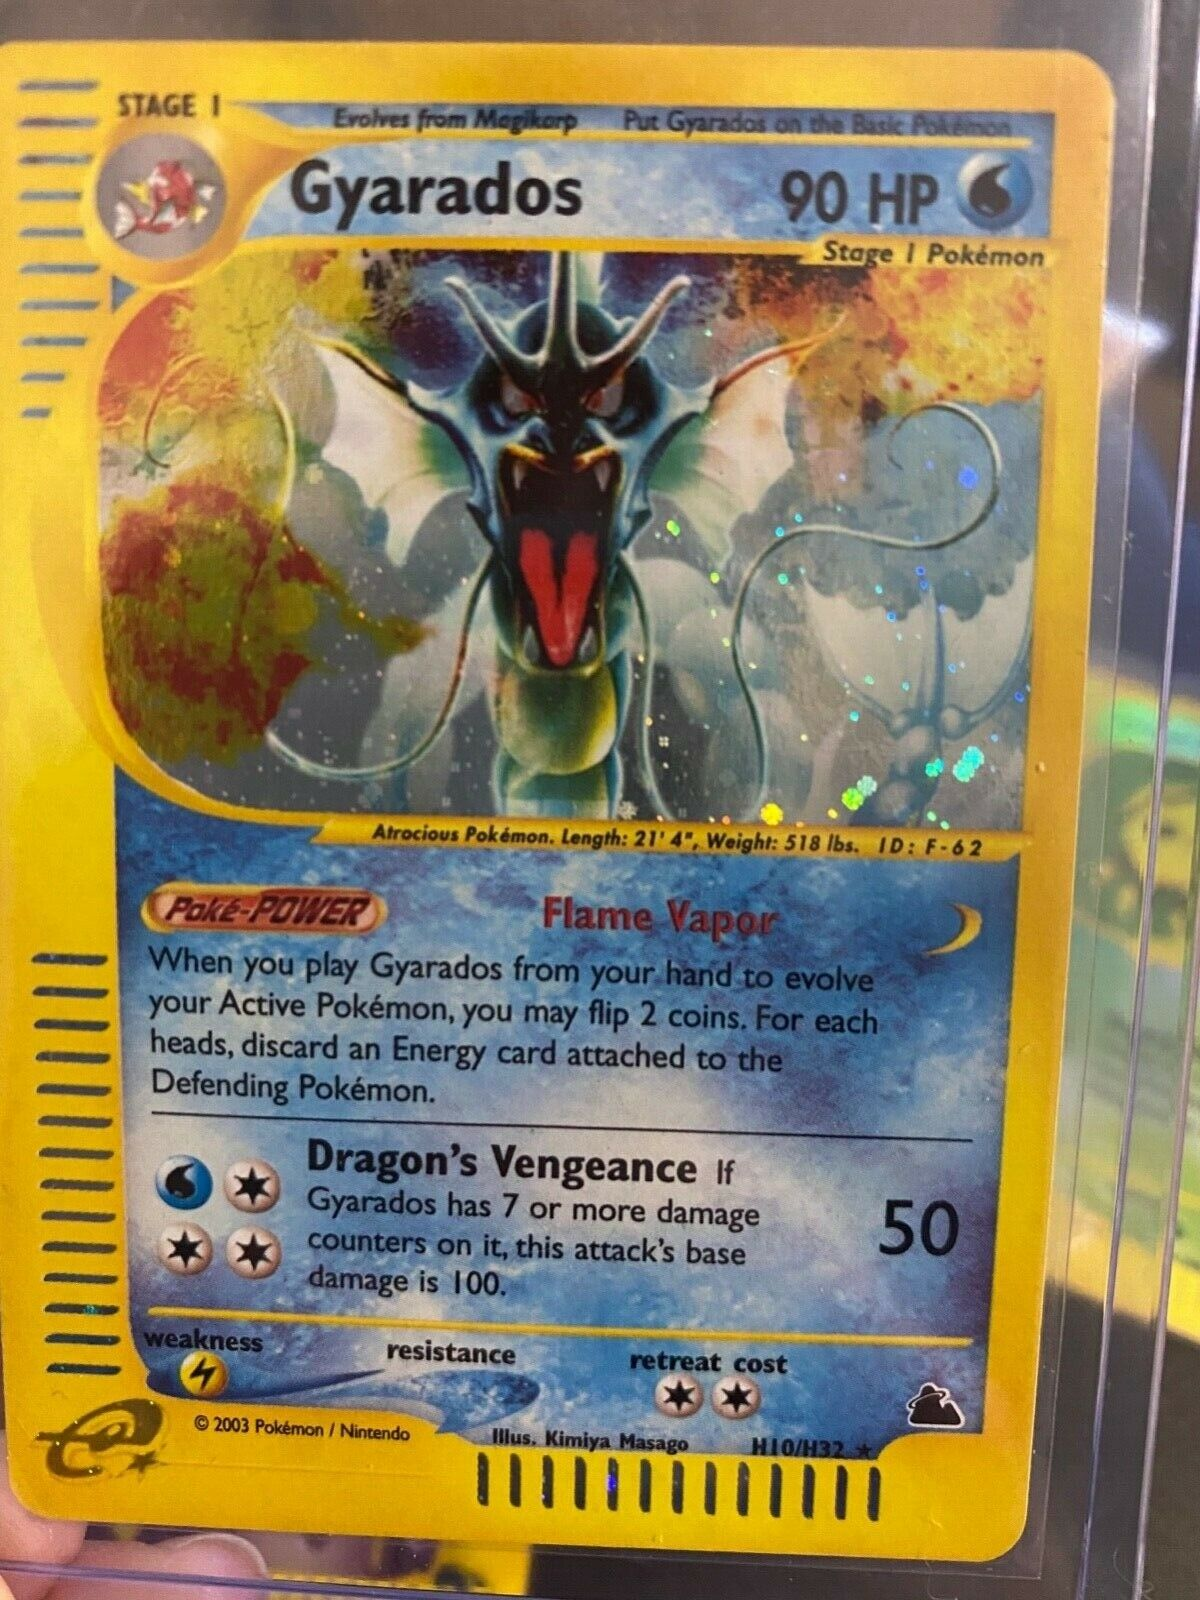 STAGE 1
Evolves from Magikarp Put Gyarados on the Basic Pokémon
Gyarados 90 HP
Stage 1 Pokémon
Atrocious Pokémon. Length: 21' 4", Weight: 518 lbs. ID: F-62
Poké-POWER Flame Vapor
When you play Gyarados from your hand to evolve
your Active Pokémon, you may flip 2 coins. For each
heads, discard an Energy card attached to the
Defending Pokémon.
Dragon's Vengeance If
Gyarados has 7 or more damage
counters on it, this attack's base
damage is 100.
50
weakness resistance retreat cost
© 2003 Pokémon / Nintendo
Illus. Kimiya Masago H10/H32 ★
e